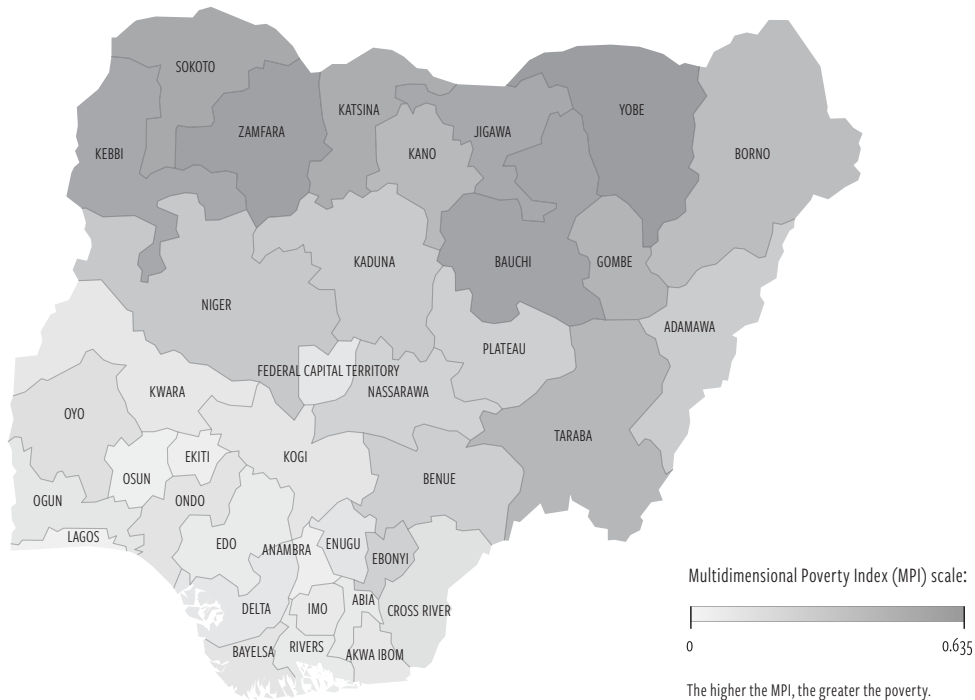 SOKOTO
YOBE
KATSINA
ZAMFARA
JIGAWA
KEBBI
KANO
BORNO
KADUNA
BAUCHI
GOMBE
NIGER
ADAMAWA
PLATEAU
FEDERAL CAPITAL TERRITORY
KWARA
NASSARAWA
OYO
TARABA
EKITI
KOGI
OSUN
BENUE
OGUN
ONDO
LAGOS
EDO
ANAMBRA
ENUGU
EBONYI
ABIA
DELTA
IMO
CROSS RIVER
BAYELSA
RIVERS
AKWA IBOM
Multidimensional Poverty Index (MPI) scale:
0
0.635
The higher the MPI, the greater the poverty.